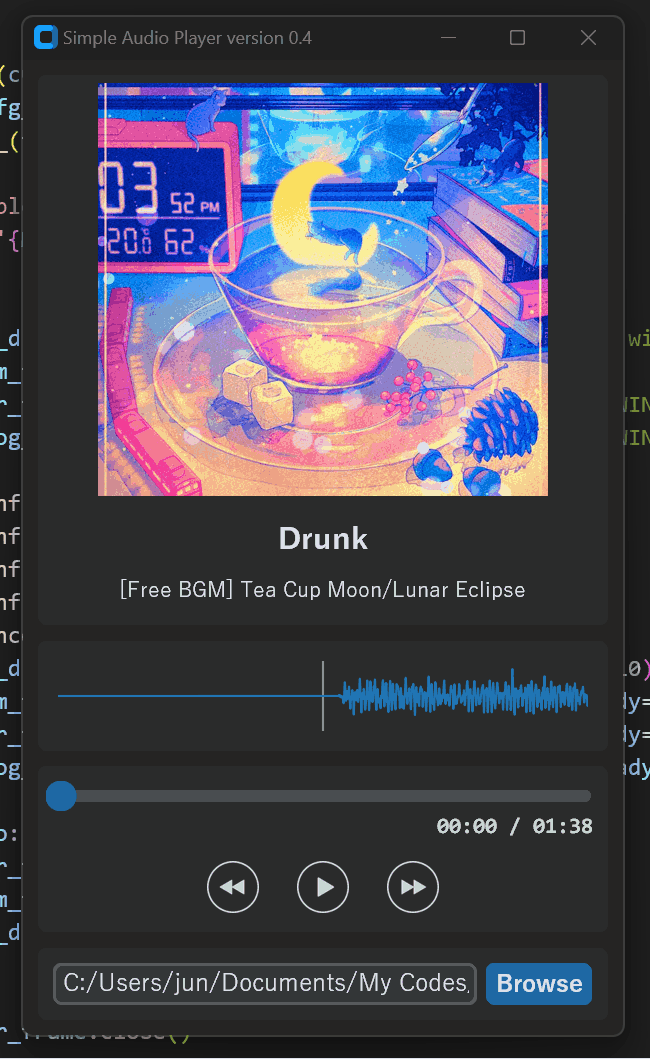 Simple Audio Player version 0.4
03 52 PM
20.0 62 %
Drunk
[Free BGM] Tea Cup Moon/Lunar Eclipse
00:00 / 01:38
C:/Users/jun/Documents/My Codes
Browse